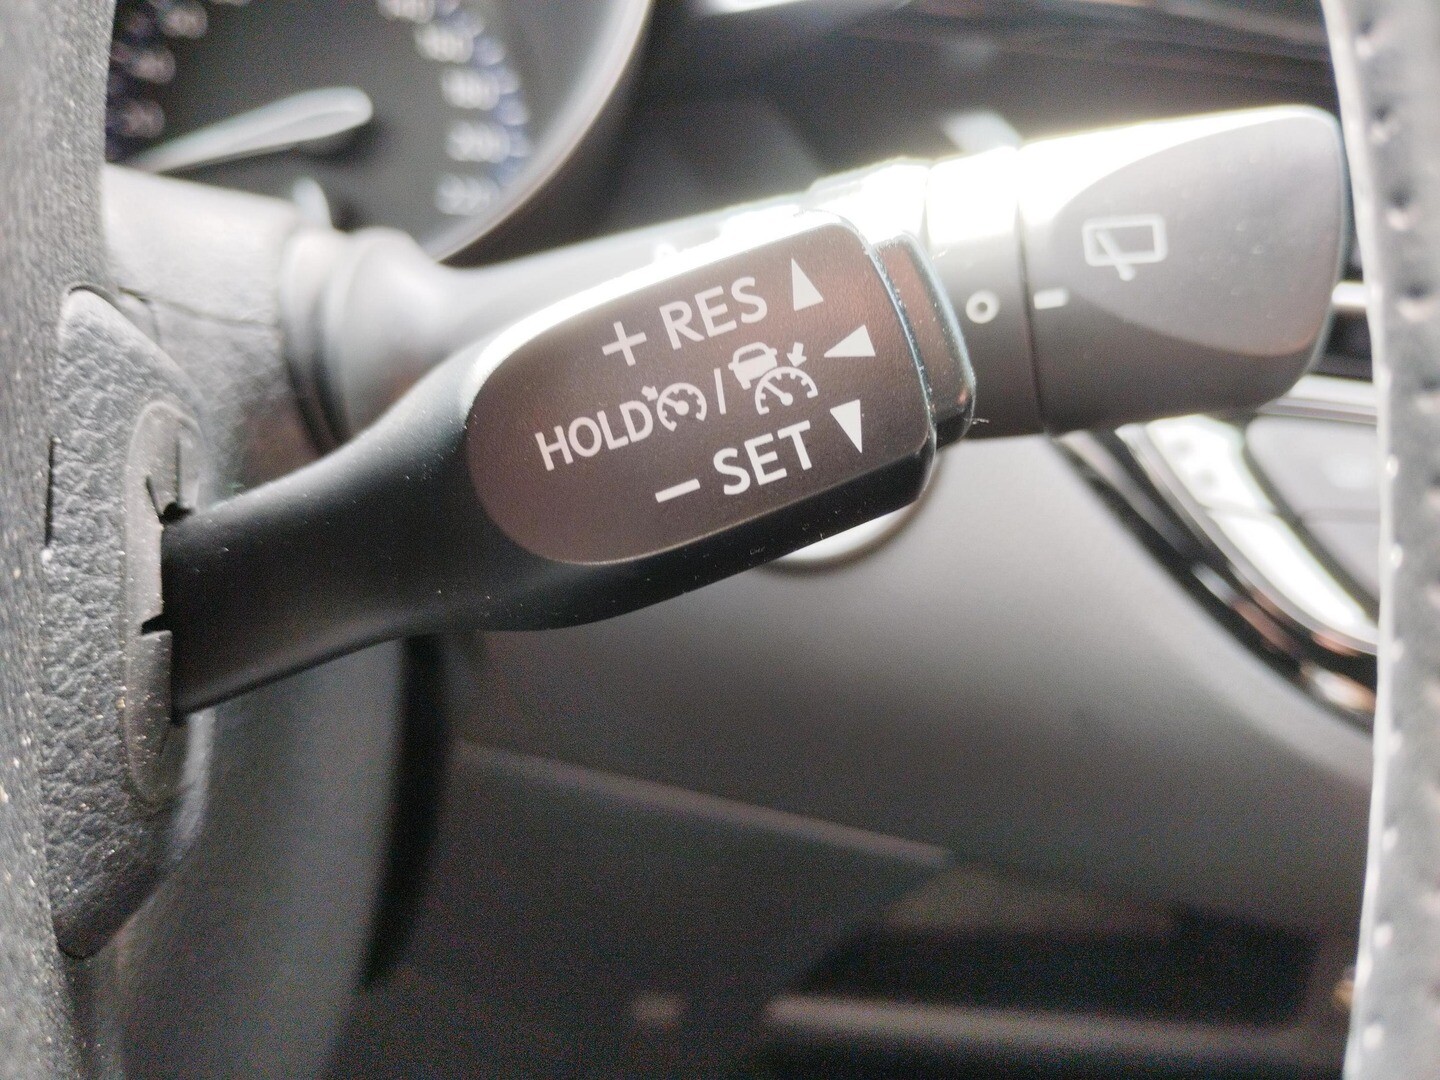 + RES
HOLD /
− SET